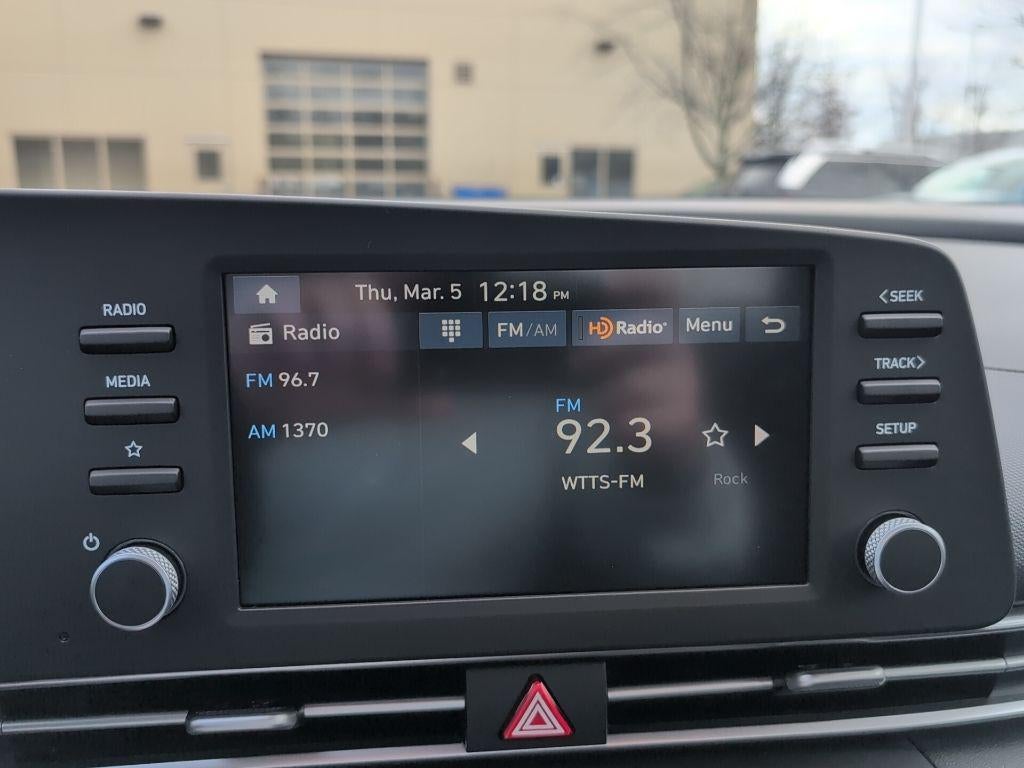 RADIO
MEDIA
Thu, Mar. 5 12:18 PM
Radio FM/AM HD Radio® Menu
FM 96.7
AM 1370
FM
92.3
WTTS-FM
Rock
<SEEK
TRACK>
SETUP